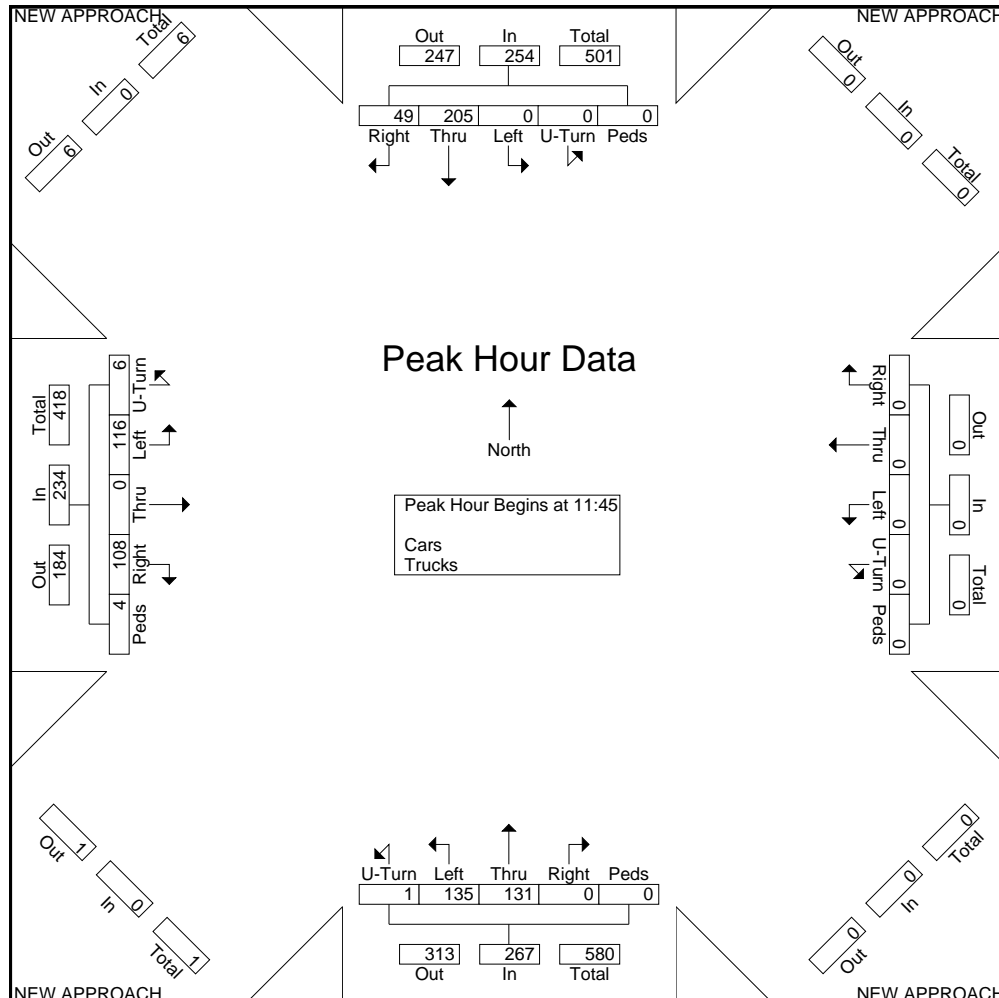 NEW APPROACH
NEW APPROACH
Total
6
In
0
Out
6
Out In Total
247 254 501
49 205 0 0 0
Right Thru Left U-Turn Peds
Out
0
In
0
Total
0
Peak Hour Data
North
Peak Hour Begins at 11:45
Cars
Trucks
Total
418
In
234
Out
184
6 U-Turn
116 Left
0 Thru
108 Right
4 Peds
Right 0
Thru 0
Left 0
U-Turn 0
Peds 0
Out
0
In
0
Total
0
Out
1
In
0
Total
1
U-Turn Left Thru Right Peds
1 135 131 0 0
313 267 580
Out In Total
0
Total
0
In
0
Out
NEW APPROACH
NEW APPROACH